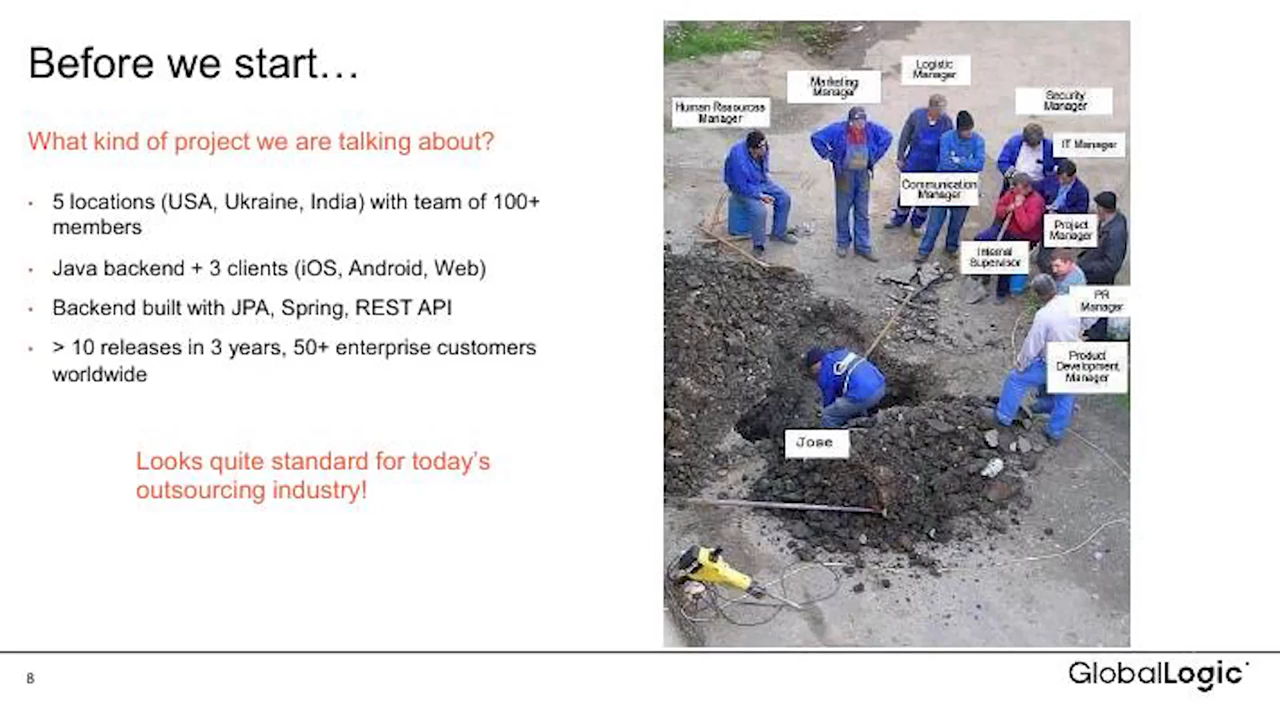 Before we start…
What kind of project we are talking about?
• 5 locations (USA, Ukraine, India) with team of 100+
members
• Java backend + 3 clients (iOS, Android, Web)
• Backend built with JPA, Spring, REST API
• > 10 releases in 3 years, 50+ enterprise customers
worldwide
Looks quite standard for today's
outsourcing industry!
Human Resources
Manager
Marketing
Manager
Logistic
Manager
Security
Manager
IT Manager
Communication
Manager
Project
Manager
Internal
Supervisor
PR
Manager
Product
Development
Manager
Jose
8
GlobalLogic